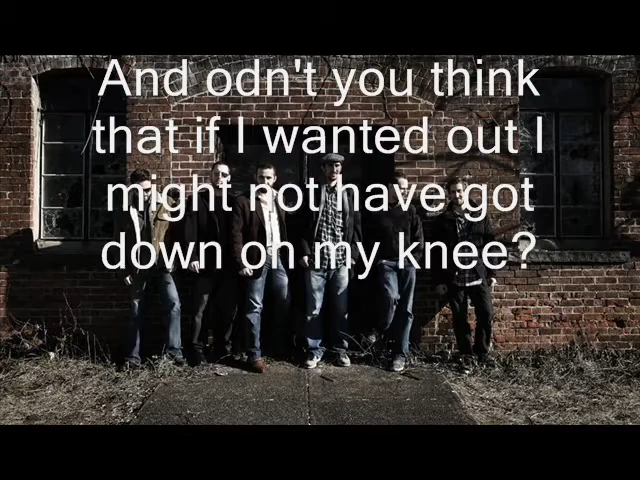 And odn't you think
that if I wanted out I
might not have got
down on my knee?